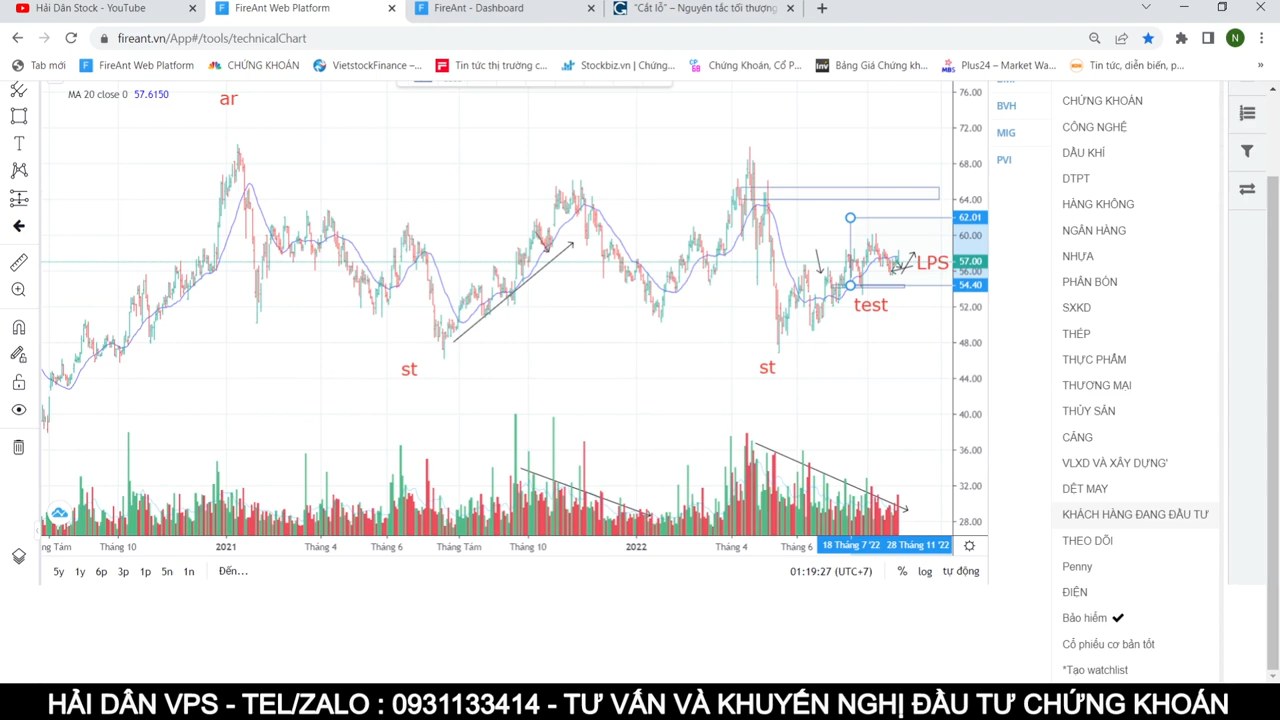 Hải Dân Stock - YouTube
FireAnt Web Platform
FireAnt - Dashboard
"Cắt lỗ" – Nguyên tắc tối thượng
fireant.vn/App#/tools/technicalChart
N
Tab mới
FireAnt Web Platform
CHỨNG KHOÁN
VietstockFinance –...
Tin tức thị trường c...
Stockbiz.vn | Chứng...
Chứng Khoán, Cổ P...
Bảng Giá Chứng kh...
Plus24 – Market Wa...
Tin tức, diễn biến, p...
MA 20 close 0 57.6150
ar
st
st
test
LPS
76.00
72.00
68.00
64.00
62.01
60.00
57.00
56.00
54.40
52.00
48.00
44.00
40.00
36.00
32.00
28.00
ng Tám
Tháng 10
2021
Tháng 4
Tháng 6
Tháng Tám
Tháng 10
2022
Tháng 4
Tháng 6
18 Tháng 7 '22
28 Tháng 11 '22
5y 1y 6p 3p 1p 5n 1n Đến...
01:19:27 (UTC+7)
% log tự động
BVH
MIG
PVI
CHỨNG KHOÁN
CÔNG NGHỆ
DẦU KHÍ
DTPT
HÀNG KHÔNG
NGÂN HÀNG
NHỰA
PHÂN BÓN
SXKD
THÉP
THỰC PHẨM
THƯƠNG MẠI
THỦY SẢN
CẢNG
VLXD VÀ XÂY DỰNG'
DỆT MAY
KHÁCH HÀNG ĐANG ĐẦU TƯ
THEO DÕI
Penny
ĐIỆN
Bảo hiểm
Cổ phiếu cơ bản tốt
*Tạo watchlist
HẢI DÂN VPS - TEL/ZALO : 0931133414 - TƯ VẤN VÀ KHUYẾN NGHỊ ĐẦU TƯ CHỨNG KHOÁN